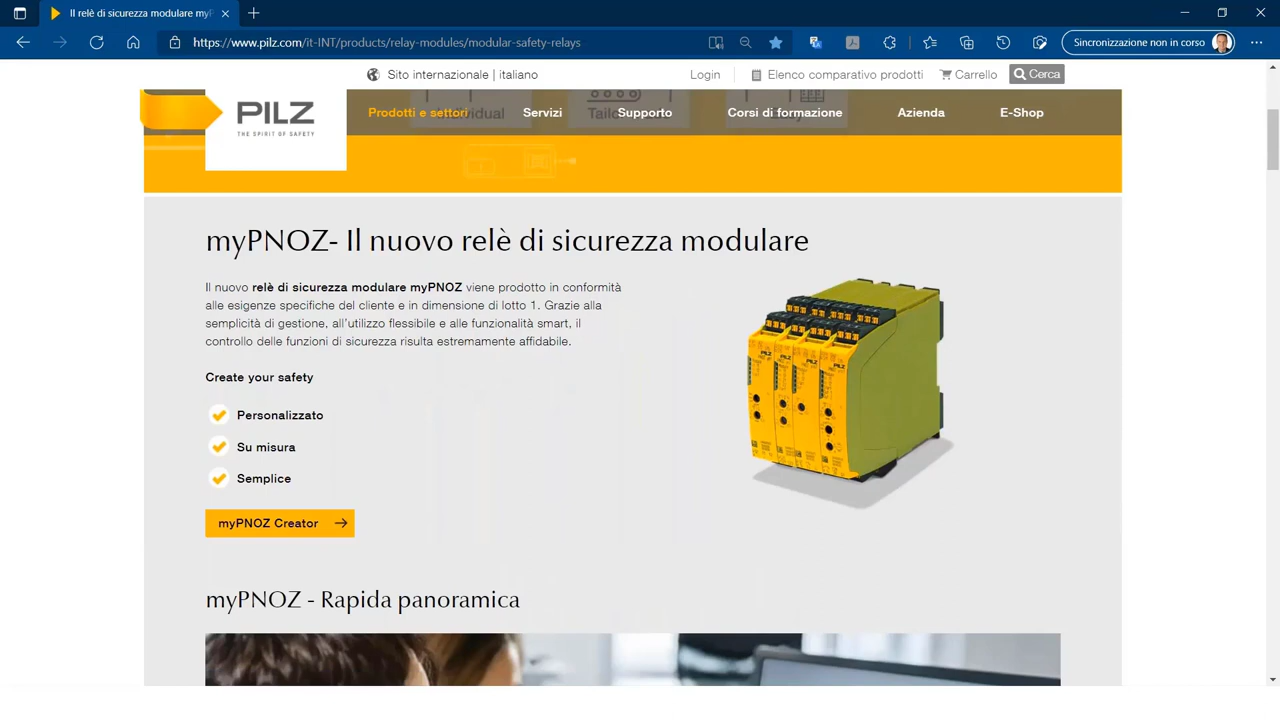 Il relè di sicurezza modulare myP
https://www.pilz.com/it-INT/products/relay-modules/modular-safety-relays
Sincronizzazione non in corso
Sito internazionale | italiano
Login
Elenco comparativo prodotti
Carrello
Cerca
PILZ
THE SPIRIT OF SAFETY
Prodotti e settori
Servizi
Supporto
Corsi di formazione
Azienda
E-Shop
myPNOZ- Il nuovo relè di sicurezza modulare
Il nuovo relè di sicurezza modulare myPNOZ viene prodotto in conformità
alle esigenze specifiche del cliente e in dimensione di lotto 1. Grazie alla
semplicità di gestione, all'utilizzo flessibile e alle funzionalità smart, il
controllo delle funzioni di sicurezza risulta estremamente affidabile.
Create your safety
Personalizzato
Su misura
Semplice
myPNOZ Creator
PILZ PILZ PILZ PILZ
myPNOZ - Rapida panoramica